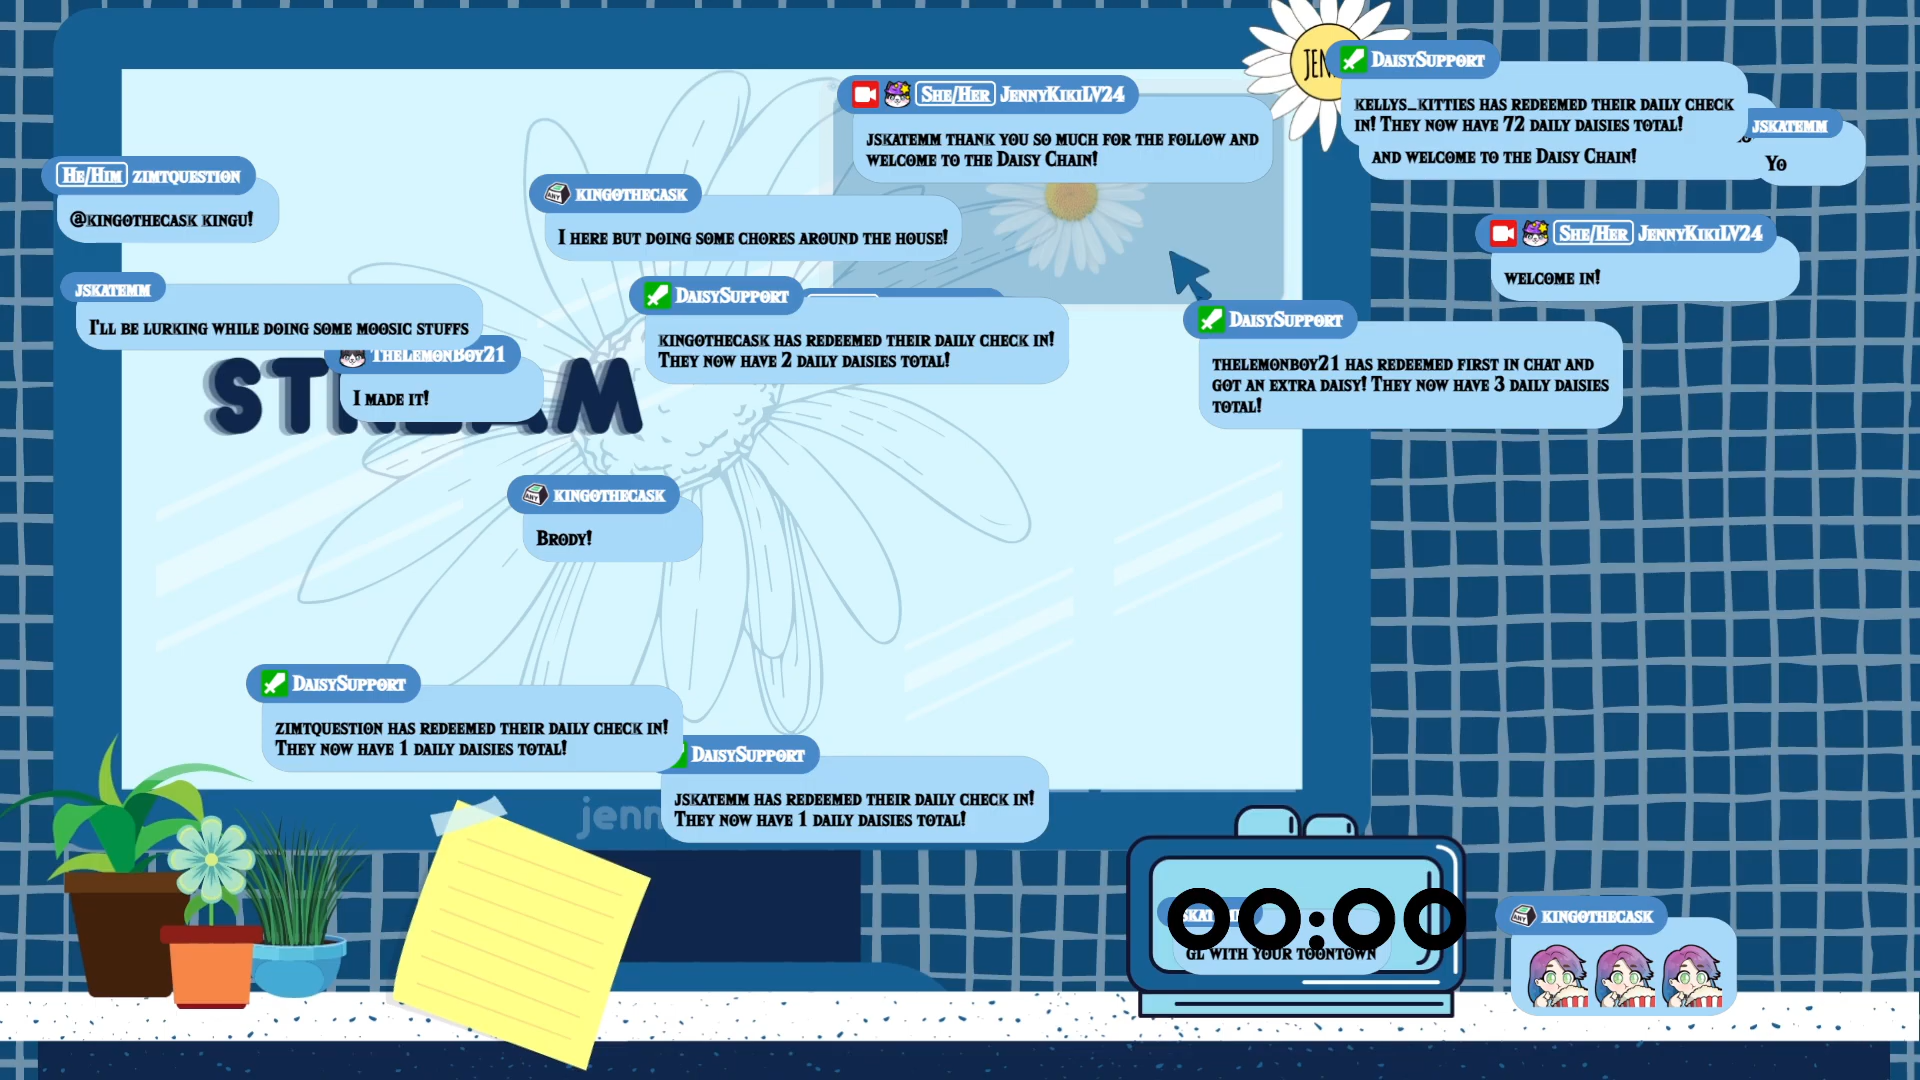 JEN
DaisySupport
kellys_kitties has redeemed their daily check
in! They now have 72 daily daisies total!
and welcome to the Daisy Chain!
She/Her JennyKikiLV24
jskatemm thank you so much for the follow and
welcome to the Daisy Chain!
jskatemm
Yo
He/Him zimtquestion
@kingothecask kingu!
kingothecask
I here but doing some chores around the house!
She/Her JennyKikiLV24
welcome in!
jskatemm
I'll be lurking while doing some moosic stuffs
DaisySupport
kingothecask has redeemed their daily check in!
They now have 2 daily daisies total!
DaisySupport
thelemonboy21 has redeemed first in chat and
got an extra daisy! They now have 3 daily daisies
total!
TheLemonBoy21
I made it!
STREAM
kingothecask
Brody!
DaisySupport
zimtquestion has redeemed their daily check in!
They now have 1 daily daisies total!
DaisySupport
jskatemm has redeemed their daily check in!
They now have 1 daily daisies total!
jenn
00:00
gl with your toontown
kingothecask